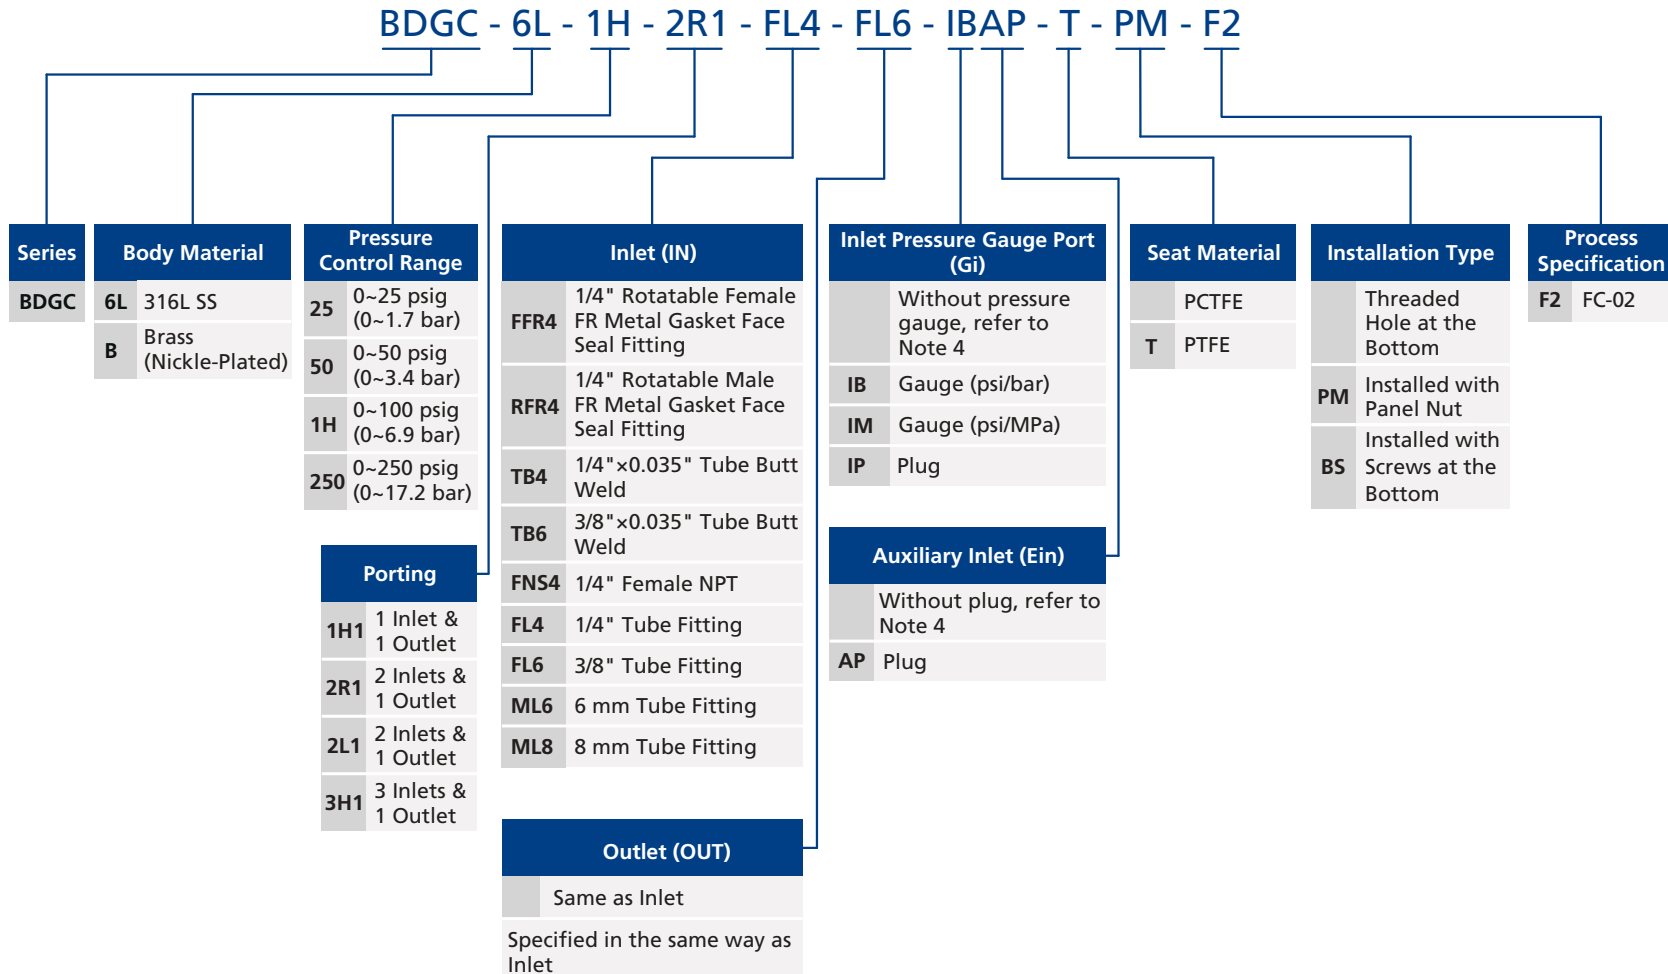 BDGC - 6L - 1H - 2R1 - FL4 - FL6 - IBAP - T - PM - F2
Series
BDGC
Body Material
6L 316L SS
B Brass
(Nickle-Plated)
Pressure
Control Range
25 0~25 psig
(0~1.7 bar)
50 0~50 psig
(0~3.4 bar)
1H 0~100 psig
(0~6.9 bar)
250 0~250 psig
(0~17.2 bar)
Porting
1H1 1 Inlet &
1 Outlet
2R1 2 Inlets &
1 Outlet
2L1 2 Inlets &
1 Outlet
3H1 3 Inlets &
1 Outlet
Inlet (IN)
FFR4 1/4" Rotatable Female
FR Metal Gasket Face
Seal Fitting
RFR4 1/4" Rotatable Male
FR Metal Gasket Face
Seal Fitting
TB4 1/4"×0.035" Tube Butt
Weld
TB6 3/8"×0.035" Tube Butt
Weld
FNS4 1/4" Female NPT
FL4 1/4" Tube Fitting
FL6 3/8" Tube Fitting
ML6 6 mm Tube Fitting
ML8 8 mm Tube Fitting
Outlet (OUT)
Same as Inlet
Specified in the same way as
Inlet
Inlet Pressure Gauge Port
(Gi)
Without pressure
gauge, refer to
Note 4
IB Gauge (psi/bar)
IM Gauge (psi/MPa)
IP Plug
Auxiliary Inlet (Ein)
Without plug, refer to
Note 4
AP Plug
Seat Material
PCTFE
T PTFE
Installation Type
Threaded
Hole at the
Bottom
PM Installed with
Panel Nut
BS Installed with
Screws at the
Bottom
Process
Specification
F2 FC-02